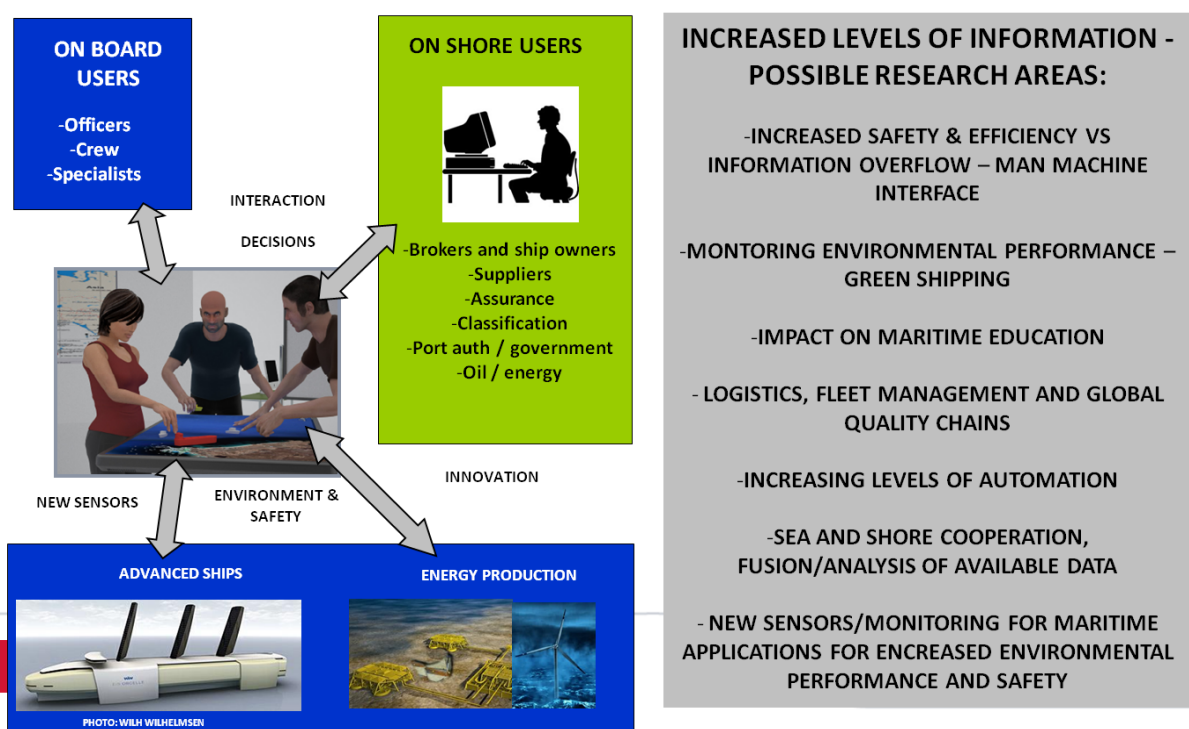 ON BOARD
USERS
-Officers
-Crew
-Specialists
ON SHORE USERS
-Brokers and ship owners
-Suppliers
-Assurance
-Classification
-Port auth / government
-Oil / energy
INTERACTION
DECISIONS
NEW SENSORS
ENVIRONMENT &
SAFETY
INNOVATION
ADVANCED SHIPS
ENERGY PRODUCTION
PHOTO: WILH WILHELMSEN
INCREASED LEVELS OF INFORMATION -
POSSIBLE RESEARCH AREAS:
-INCREASED SAFETY & EFFICIENCY VS
INFORMATION OVERFLOW – MAN MACHINE
INTERFACE
-MONTORING ENVIRONMENTAL PERFORMANCE –
GREEN SHIPPING
-IMPACT ON MARITIME EDUCATION
- LOGISTICS, FLEET MANAGEMENT AND GLOBAL
QUALITY CHAINS
-INCREASING LEVELS OF AUTOMATION
-SEA AND SHORE COOPERATION,
FUSION/ANALYSIS OF AVAILABLE DATA
- NEW SENSORS/MONITORING FOR MARITIME
APPLICATIONS FOR ENCREASED ENVIRONMENTAL
PERFORMANCE AND SAFETY